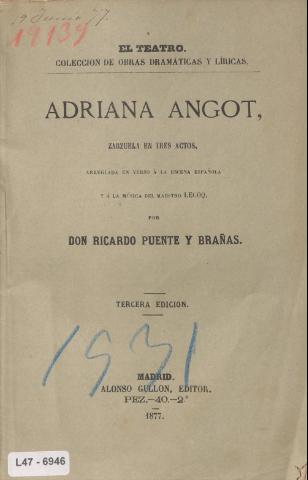 19139
EL TEATRO.
COLECCION DE OBRAS DRAMÁTICAS Y LÍRICAS.
ADRIANA ANGOT,
ZARZUELA EN TRES ACTOS,
ARREGLADA EN VERSO Á LA ESCENA ESPAÑOLA
Y Á LA MÚSICA DEL MAESTRO LECOQ,
POR
DON RICARDO PUENTE Y BRAÑAS.
TERCERA EDICION.
1931
MADRID.
ALONSO GULLON, EDITOR.
PEZ.—40.—2.º
1877.
L47 - 6946